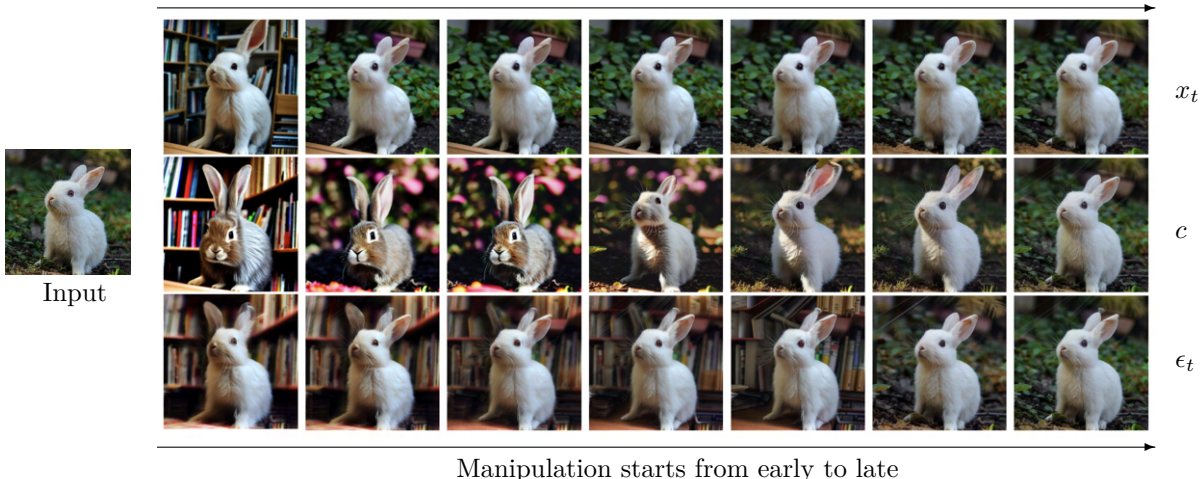 x_t
Input
c
ϵ_t
Manipulation starts from early to late